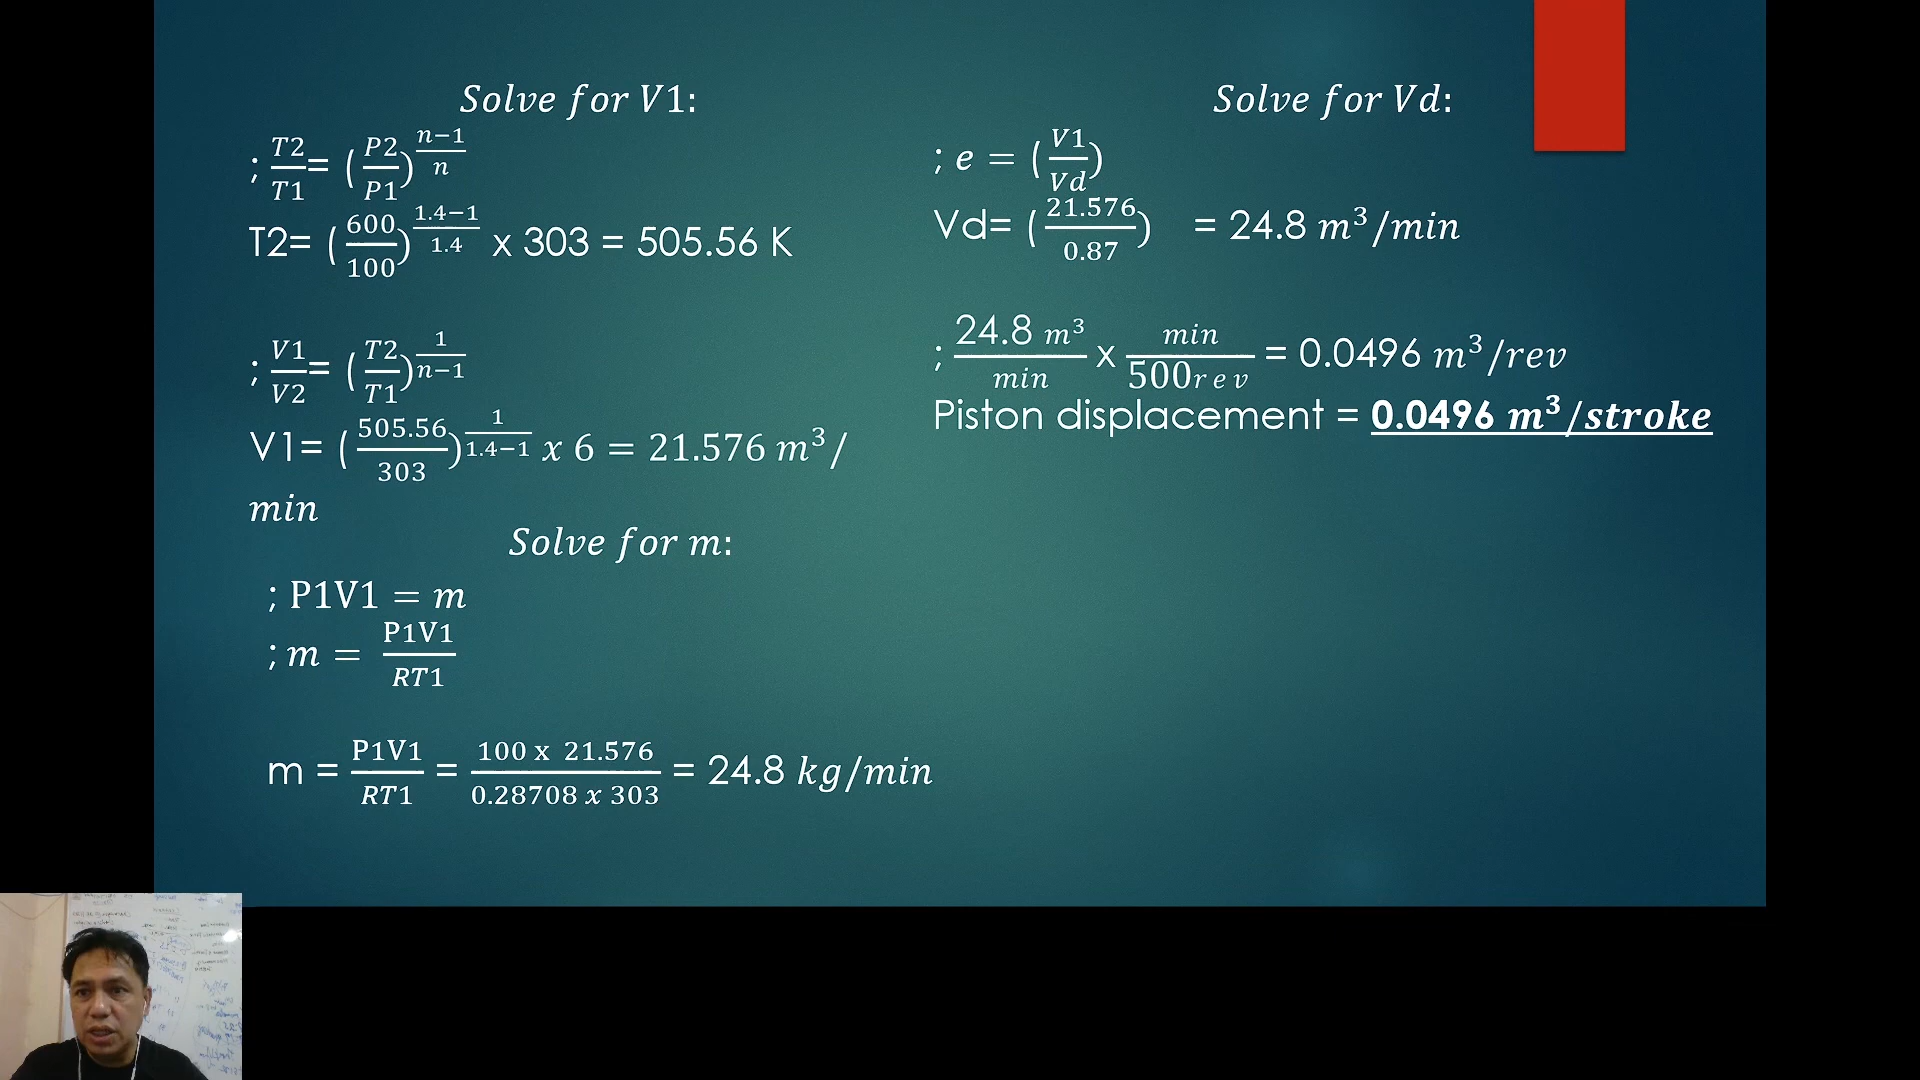 Solve for V1:
; T2/T1 = (P2/P1)^((n−1)/n)
T2= (600/100)^((1.4−1)/1.4) x 303 = 505.56 K
; V1/V2 = (T2/T1)^(1/(n−1))
V1= (505.56/303)^(1/(1.4−1)) x 6 = 21.576 m³/
min
Solve for m:
; P1V1 = m
; m = P1V1/RT1
m = P1V1/RT1 = (100 x 21.576)/(0.28708 x 303) = 24.8 kg/min
Solve for Vd:
; e = (V1/Vd)
Vd= (21.576/0.87) = 24.8 m³/min
; 24.8 m³/min x min/500rev = 0.0496 m³/rev
Piston displacement = 0.0496 m³/stroke